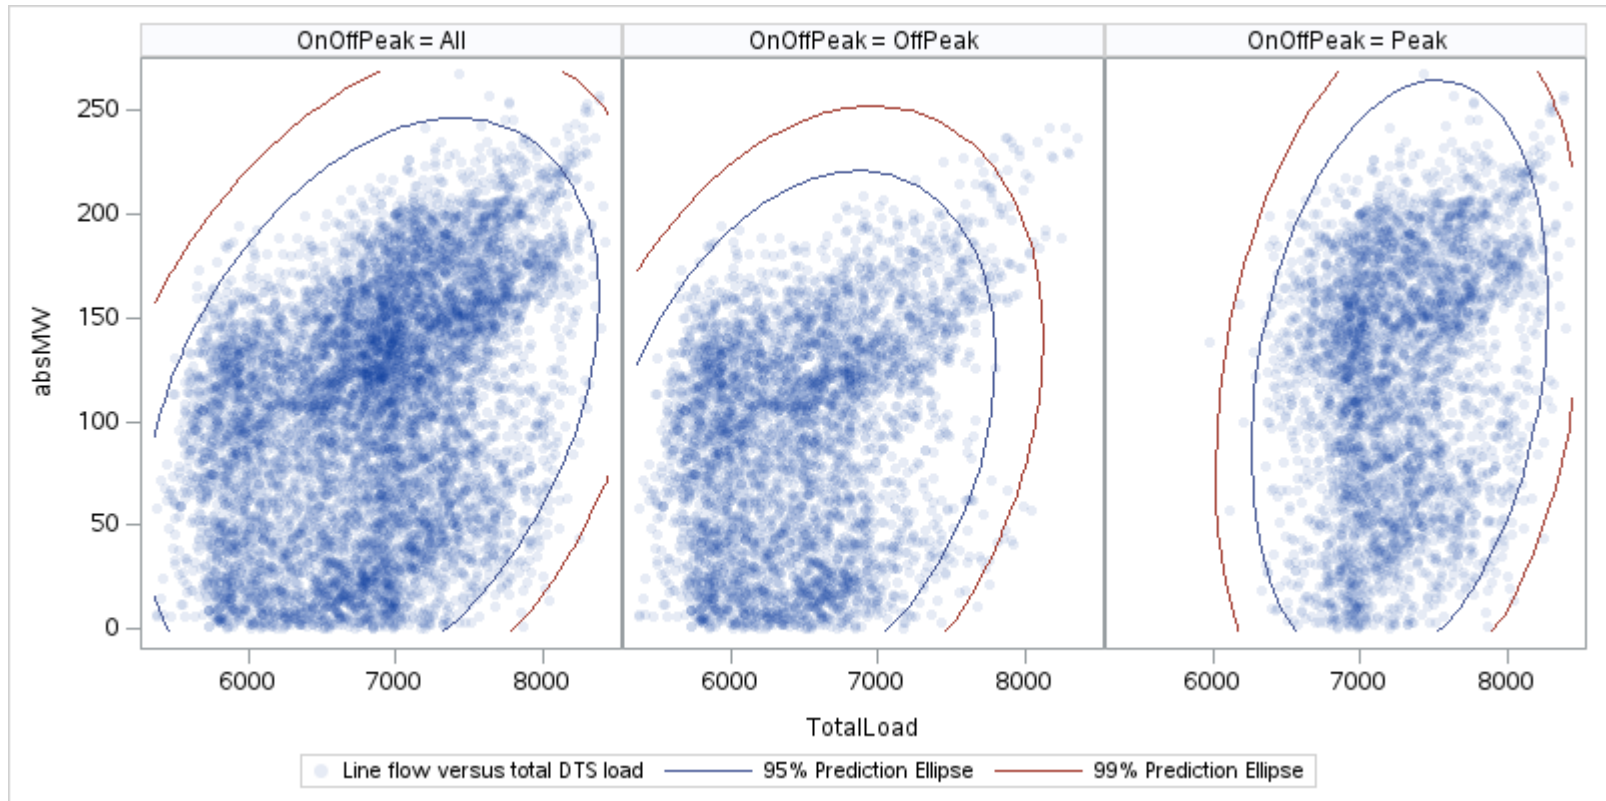 OnOffPeak = All
OnOffPeak = OffPeak
OnOffPeak = Peak
absMW
250
200
150
100
50
0
6000 7000 8000
6000 7000 8000
6000 7000 8000
TotalLoad
Line flow versus total DTS load
95% Prediction Ellipse
99% Prediction Ellipse